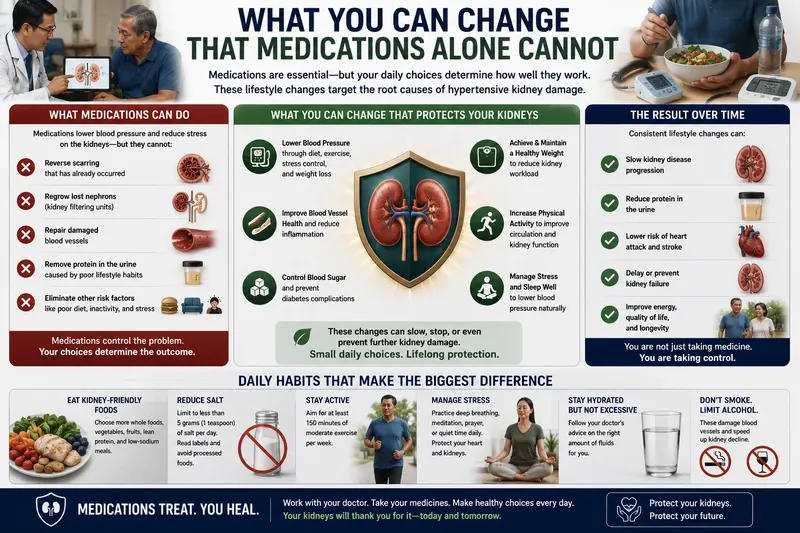 WHAT YOU CAN CHANGE
THAT MEDICATIONS ALONE CANNOT
Medications are essential—but your daily choices determine how well they work.
These lifestyle changes target the root causes of hypertensive kidney damage.
WHAT MEDICATIONS CAN DO
Medications lower blood pressure and reduce stress
on the kidneys—but they cannot:
Reverse scarring
that has already occurred
Regrow lost nephrons
(kidney filtering units)
Repair damaged
blood vessels
Remove protein in the urine
caused by poor lifestyle habits
Eliminate other risk factors
like poor diet, inactivity, and stress
Medications control the problem.
Your choices determine the outcome.
WHAT YOU CAN CHANGE THAT PROTECTS YOUR KIDNEYS
Lower Blood Pressure
through diet, exercise,
stress control,
and weight loss
Improve Blood Vessel
Health and reduce
inflammation
Control Blood Sugar
and prevent
diabetes complications
Achieve & Maintain
a Healthy Weight
to reduce kidney
workload
Increase Physical
Activity to improve
circulation and
kidney function
Manage Stress
and Sleep Well
to lower blood
pressure naturally
These changes can slow, stop, or even
prevent further kidney damage.
Small daily choices. Lifelong protection.
THE RESULT OVER TIME
Consistent lifestyle changes can:
Slow kidney disease
progression
Reduce protein in
the urine
Lower risk of heart
attack and stroke
Delay or prevent
kidney failure
Improve energy,
quality of life,
and longevity
You are not just taking medicine.
You are taking control.
DAILY HABITS THAT MAKE THE BIGGEST DIFFERENCE
EAT KIDNEY-FRIENDLY
FOODS
Choose more whole foods,
vegetables, fruits, lean
protein, and low-sodium
meals.
REDUCE SALT
Limit to less than
5 grams (1 teaspoon)
of salt per day.
Read labels and
avoid processed
foods.
STAY ACTIVE
Aim for at least
150 minutes of
moderate exercise
per week.
MANAGE STRESS
Practice deep breathing,
meditation, prayer,
or quiet time daily.
Protect your heart
and kidneys.
STAY HYDRATED
BUT NOT EXCESSIVE
Follow your doctor's
advice on the right
amount of fluids
for you.
DON'T SMOKE.
LIMIT ALCOHOL.
These damage blood
vessels and speed
up kidney decline.
MEDICATIONS TREAT. YOU HEAL.
Work with your doctor. Take your medicines. Make healthy choices every day.
Your kidneys will thank you for it—today and tomorrow.
Protect your kidneys.
Protect your future.